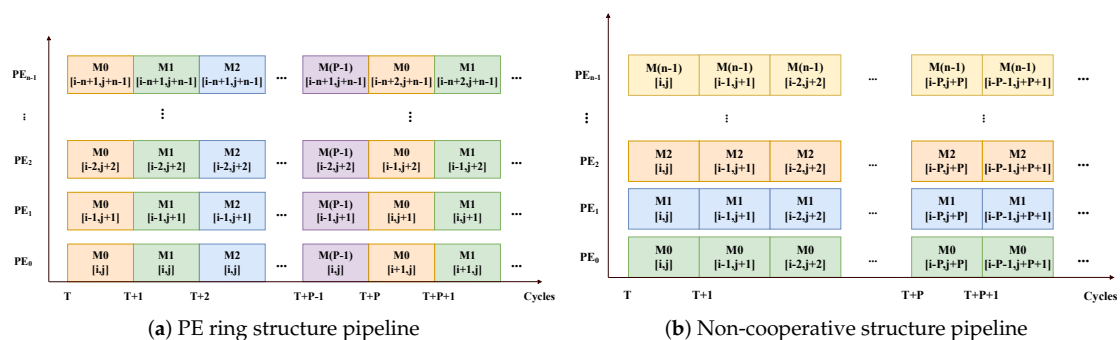 PEn-1
M0 M1 M2 ... M(P-1) M0 M1 ...
[i-n+1,j+n-1] [i-n+1,j+n-1] [i-n+1,j+n-1] [i-n+1,j+n-1] [i-n+2,j+n-1] [i-n+2,j+n-1]
... ... ...
PE2
M0 M1 M2 ... M(P-1) M0 M1 ...
[i-2,j+2] [i-2,j+2] [i-2,j+2] [i-2,j+2] [i-1,j+2] [i-1,j+2]
PE1
M0 M1 M2 ... M(P-1) M0 M1 ...
[i-1,j+1] [i-1,j+1] [i-1,j+1] [i-1,j+1] [i,j+1] [i,j+1]
PE0
M0 M1 M2 ... M(P-1) M0 M1 ...
[i,j] [i,j] [i,j] [i,j] [i+1,j] [i+1,j]
T T+1 T+2 T+P-1 T+P T+P+1 Cycles
(a) PE ring structure pipeline
PEn-1
M(n-1) M(n-1) M(n-1) ... M(n-1) M(n-1) ...
[i,j] [i-1,j+1] [i-2,j+2] [i-P,j+P] [i-P-1,j+P+1]
... ... ...
PE2
M2 M2 M2 ... M2 M2 ...
[i,j] [i-1,j+1] [i-2,j+2] [i-P,j+P] [i-P-1,j+P+1]
PE1
M1 M1 M1 ... M1 M1 ...
[i,j] [i-1,j+1] [i-2,j+2] [i-P,j+P] [i-P-1,j+P+1]
PE0
M0 M0 M0 ... M0 M0 ...
[i,j] [i-1,j+1] [i-2,j+2] [i-P,j+P] [i-P-1,j+P+1]
T T+1 T+P T+P+1 Cycles
(b) Non-cooperative structure pipeline